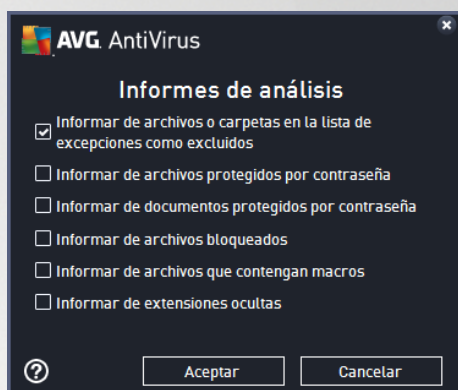 AVG. AntiVirus
Informes de análisis
Informar de archivos o carpetas en la lista de
excepciones como excluidos
Informar de archivos protegidos por contraseña
Informar de documentos protegidos por contraseña
Informar de archivos bloqueados
Informar de archivos que contengan macros
Informar de extensiones ocultas
?
Aceptar
Cancelar